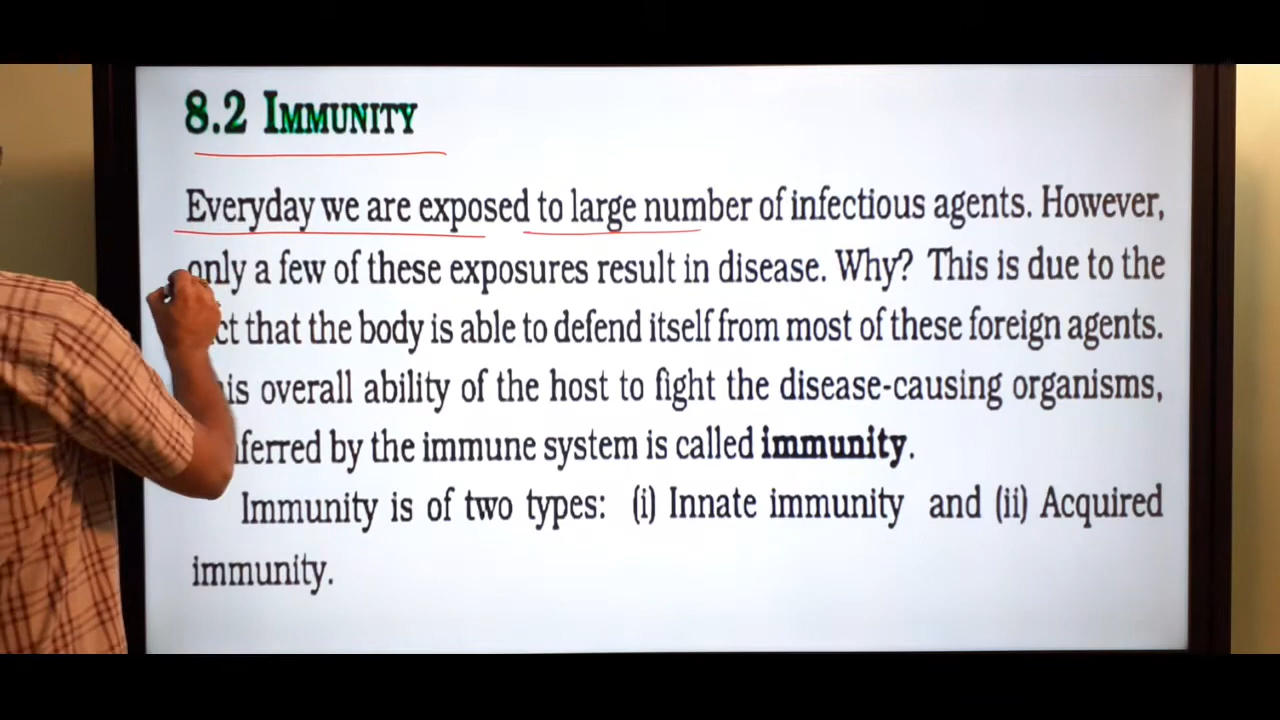 8.2 IMMUNITY
Everyday we are exposed to large number of infectious agents. However,
only a few of these exposures result in disease. Why? This is due to the
that the body is able to defend itself from most of these foreign agents.
overall ability of the host to fight the disease-causing organisms,
by the immune system is called immunity.
Immunity is of two types: (i) Innate immunity and (ii) Acquired
immunity.